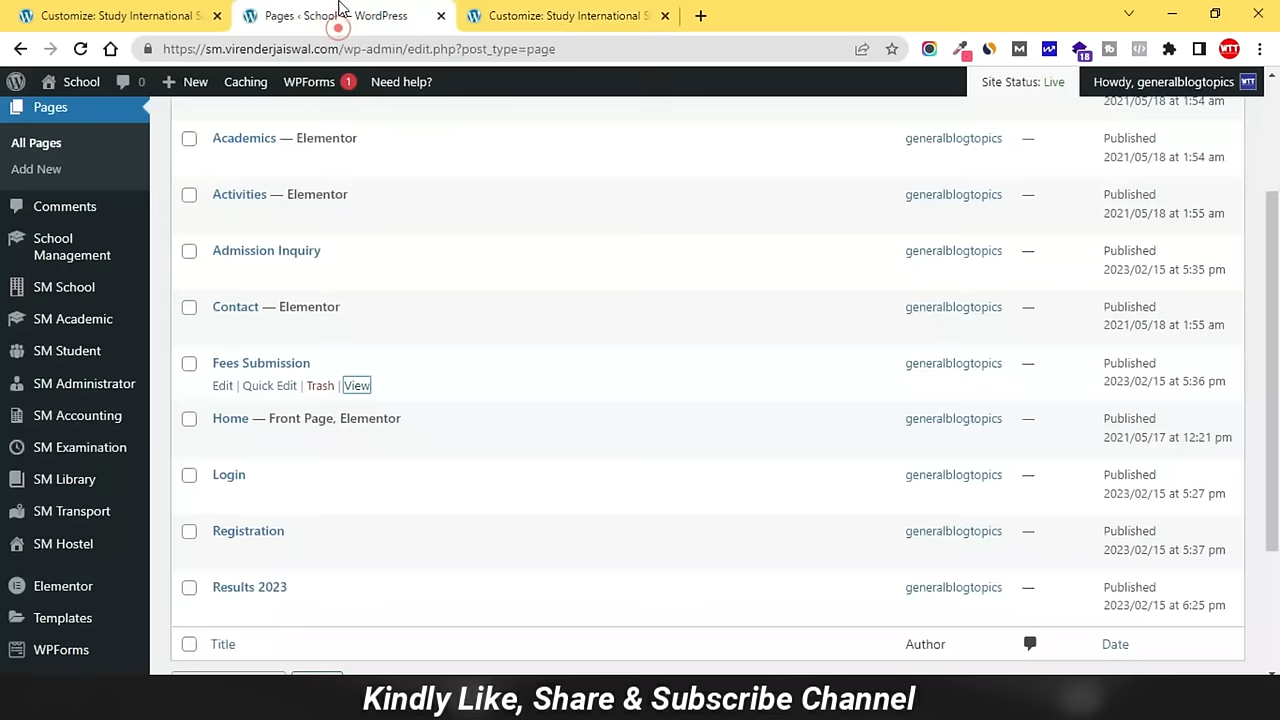 Customize: Study International S
Pages ‹ School — WordPress
Customize: Study International S
https://sm.virenderjaiswal.com/wp-admin/edit.php?post_type=page
18
WTT
School
0
New
Caching
WPForms 1
Need help?
Site Status: Live
Howdy, generalblogtopics
Pages
All Pages
Add New
Comments
School
Management
SM School
SM Academic
SM Student
SM Administrator
SM Accounting
SM Examination
SM Library
SM Transport
SM Hostel
Elementor
Templates
WPForms
2021/05/18 at 1:54 am
Academics — Elementor
generalblogtopics
—
Published
2021/05/18 at 1:54 am
Activities — Elementor
generalblogtopics
—
Published
2021/05/18 at 1:55 am
Admission Inquiry
generalblogtopics
—
Published
2023/02/15 at 5:35 pm
Contact — Elementor
generalblogtopics
—
Published
2021/05/18 at 1:55 am
Fees Submission
Edit | Quick Edit | Trash | View
generalblogtopics
—
Published
2023/02/15 at 5:36 pm
Home — Front Page, Elementor
generalblogtopics
—
Published
2021/05/17 at 12:21 pm
Login
generalblogtopics
—
Published
2023/02/15 at 5:27 pm
Registration
generalblogtopics
—
Published
2023/02/15 at 5:37 pm
Results 2023
generalblogtopics
—
Published
2023/02/15 at 6:25 pm
Title
Author
Date
Kindly Like, Share & Subscribe Channel